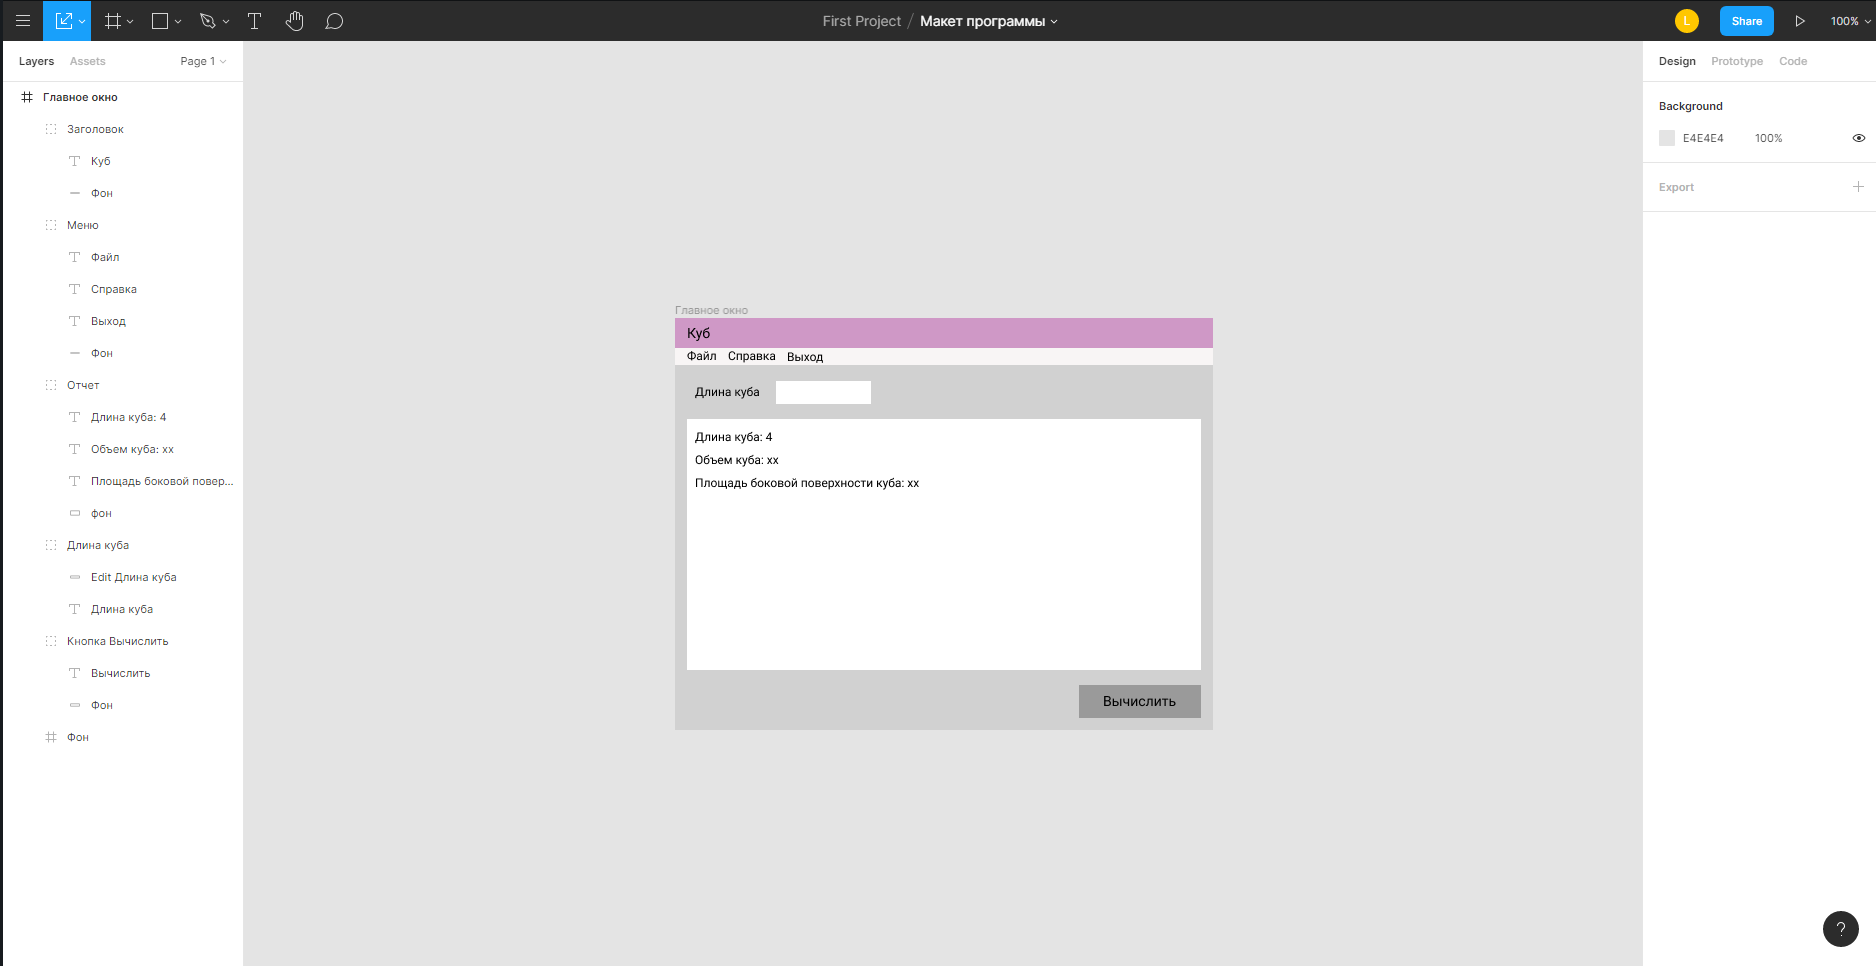 First Project / Макет программы
L
Share
100%
Layers
Assets
Page 1
Главное окно
Заголовок
Куб
Фон
Меню
Файл
Справка
Выход
Фон
Отчет
Длина куба: 4
Объем куба: xx
Площадь боковой повер...
фон
Длина куба
Edit Длина куба
Длина куба
Кнопка Вычислить
Вычислить
Фон
Фон
Главное окно
Куб
Файл Справка Выход
Длина куба
Длина куба: 4
Объем куба: xx
Площадь боковой поверхности куба: xx
Вычислить
Design
Prototype
Code
Background
E4E4E4 100%
Export
?